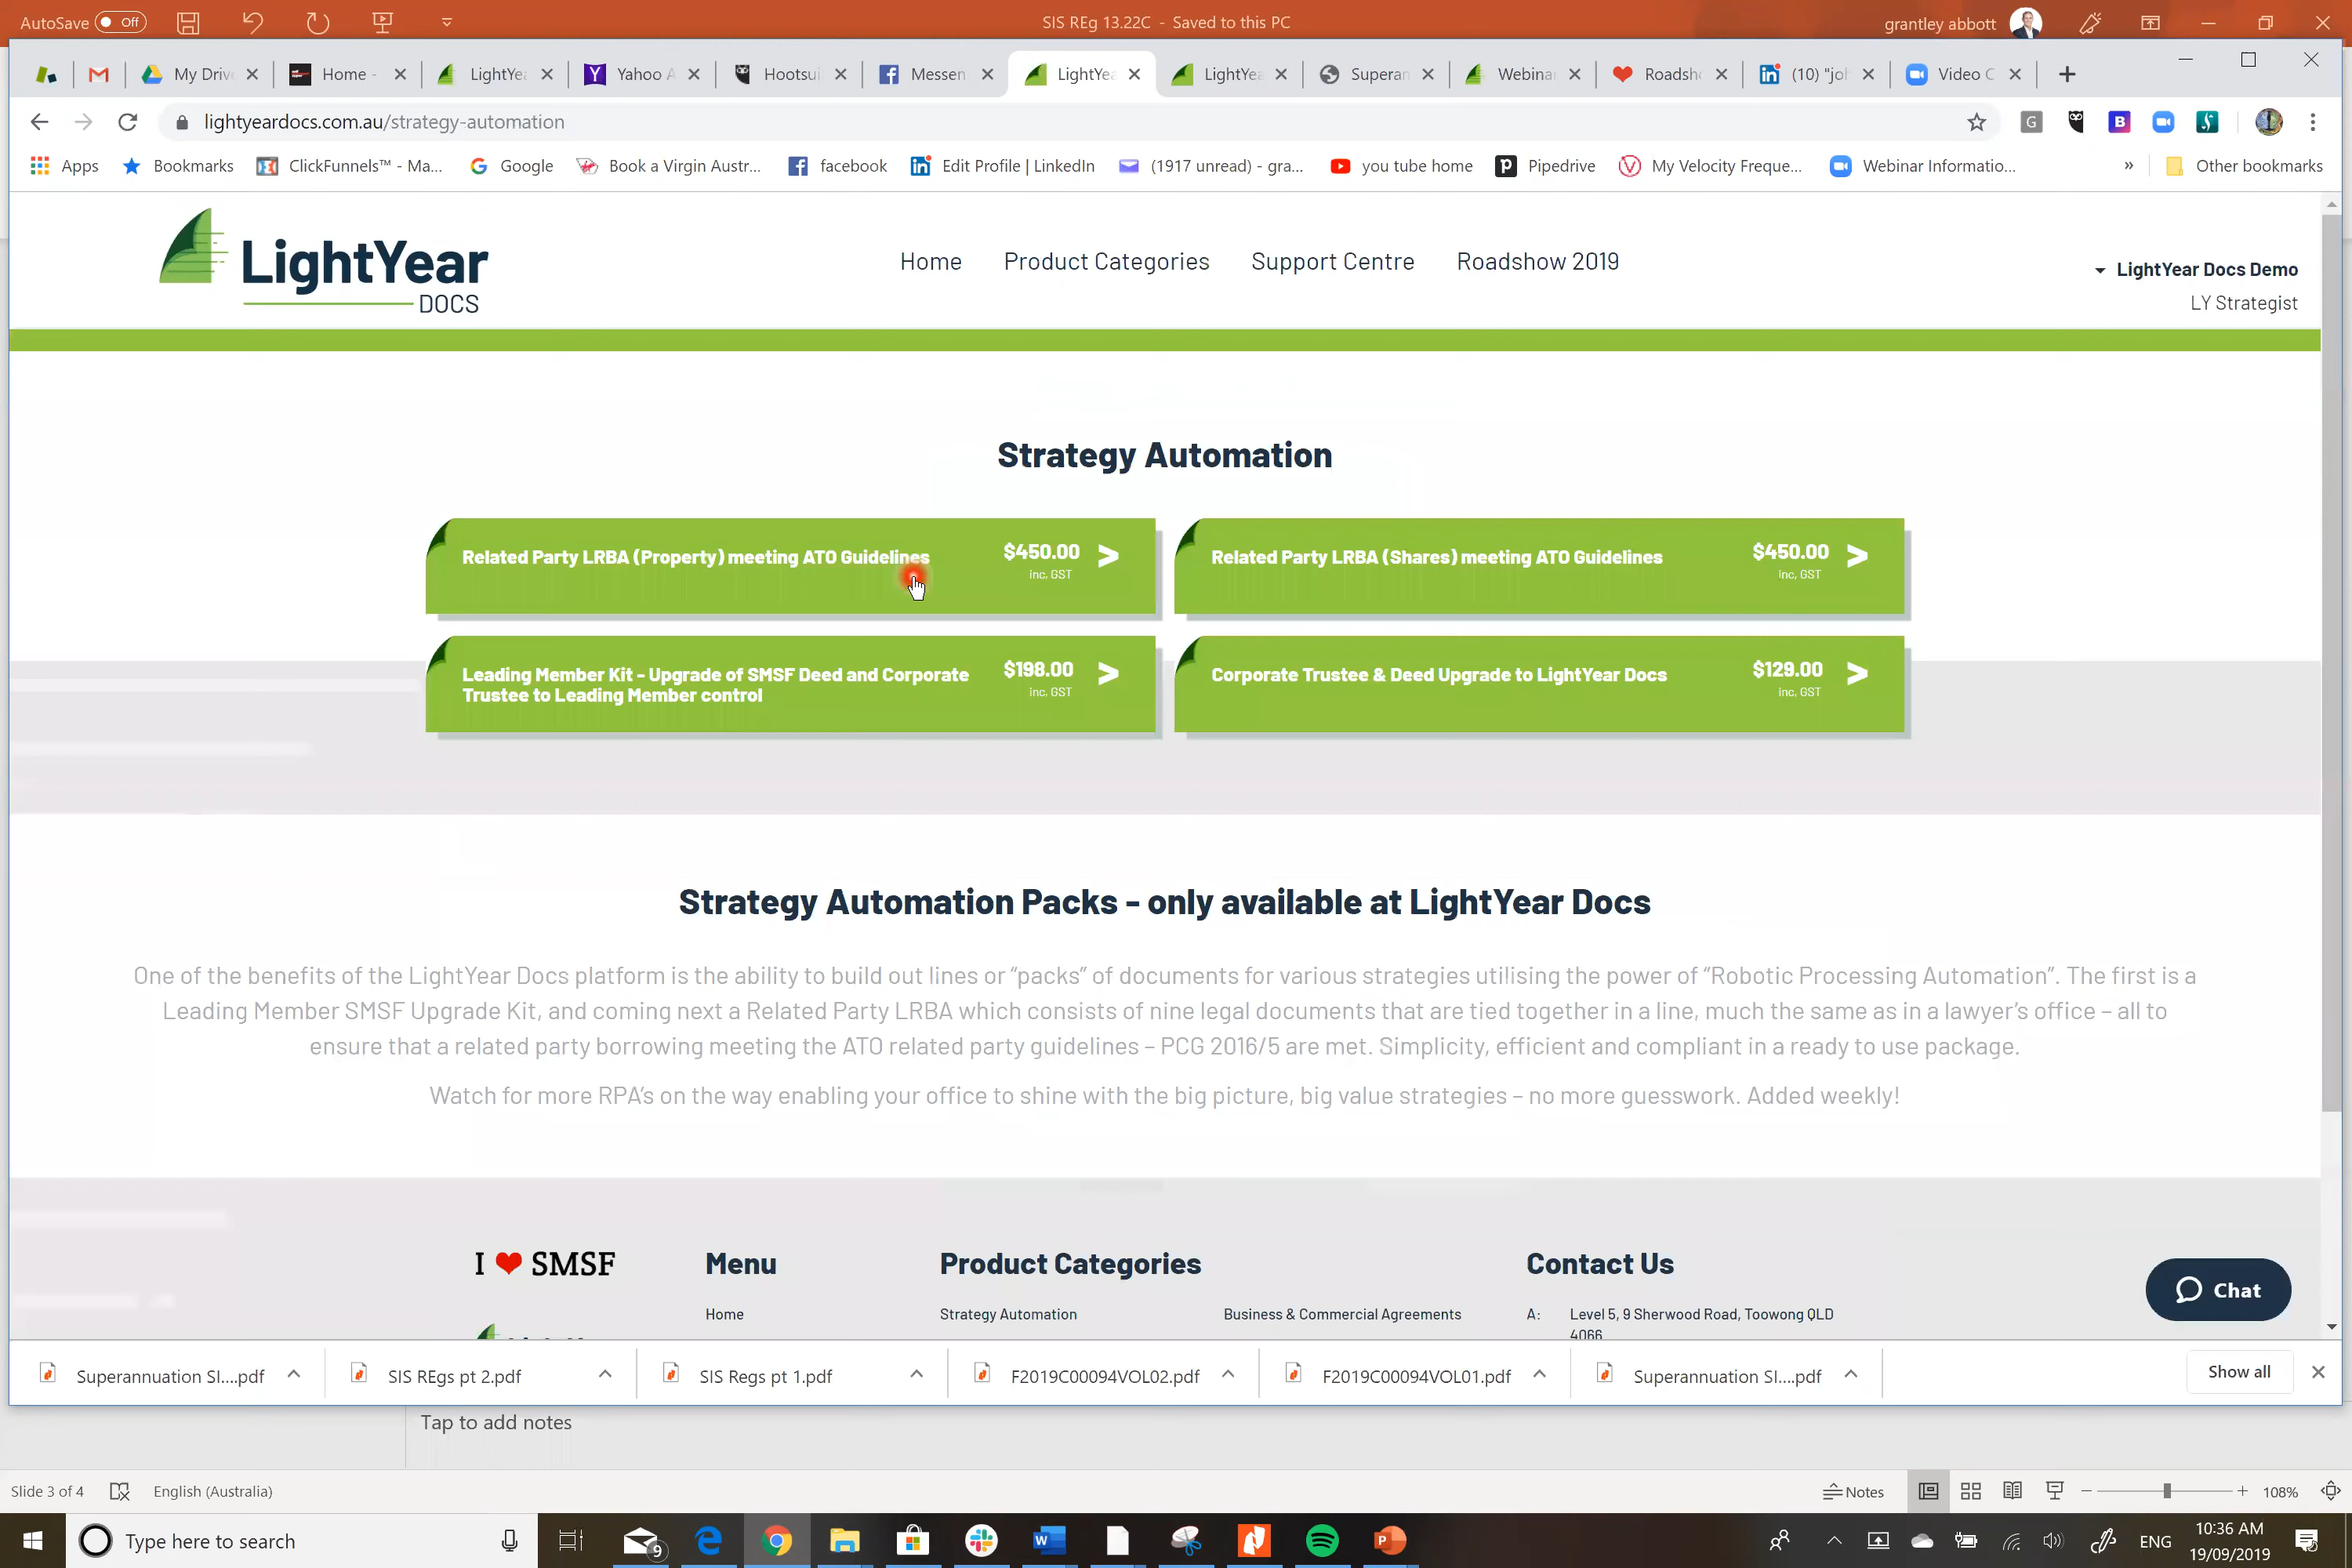 AutoSave Off
SIS REg 13.22C - Saved to this PC
grantley abbott
My Driv
Home -
LightYea
Yahoo A
Hootsui
Messen
LightYea
LightYea
Superan
Webinar
Roadsho
(10) "joh
Video C
lightyeardocs.com.au/strategy-automation
Apps
Bookmarks
ClickFunnels™ - Ma...
Google
Book a Virgin Austr...
facebook
Edit Profile | LinkedIn
(1917 unread) - gra...
you tube home
Pipedrive
My Velocity Freque...
Webinar Informatio...
»
Other bookmarks
LightYear
DOCS
Home
Product Categories
Support Centre
Roadshow 2019
LightYear Docs Demo
LY Strategist
Strategy Automation
Related Party LRBA (Property) meeting ATO Guidelines
$450.00
inc. GST
Related Party LRBA (Shares) meeting ATO Guidelines
$450.00
inc. GST
Leading Member Kit - Upgrade of SMSF Deed and Corporate
Trustee to Leading Member control
$198.00
inc. GST
Corporate Trustee & Deed Upgrade to LightYear Docs
$129.00
inc. GST
Strategy Automation Packs - only available at LightYear Docs
One of the benefits of the LightYear Docs platform is the ability to build out lines or “packs” of documents for various strategies utilising the power of “Robotic Processing Automation”. The first is a
Leading Member SMSF Upgrade Kit, and coming next a Related Party LRBA which consists of nine legal documents that are tied together in a line, much the same as in a lawyer’s office – all to
ensure that a related party borrowing meeting the ATO related party guidelines – PCG 2016/5 are met. Simplicity, efficient and compliant in a ready to use package.
Watch for more RPA’s on the way enabling your office to shine with the big picture, big value strategies – no more guesswork. Added weekly!
I ❤ SMSF
Menu
Product Categories
Contact Us
Home
Strategy Automation
Business & Commercial Agreements
A: Level 5, 9 Sherwood Road, Toowong QLD
4066
Chat
Superannuation SI....pdf
SIS REgs pt 2.pdf
SIS Regs pt 1.pdf
F2019C00094VOL02.pdf
F2019C00094VOL01.pdf
Superannuation SI....pdf
Show all
Tap to add notes
Slide 3 of 4
English (Australia)
Notes
108%
Type here to search
9
ENG
10:36 AM
19/09/2019